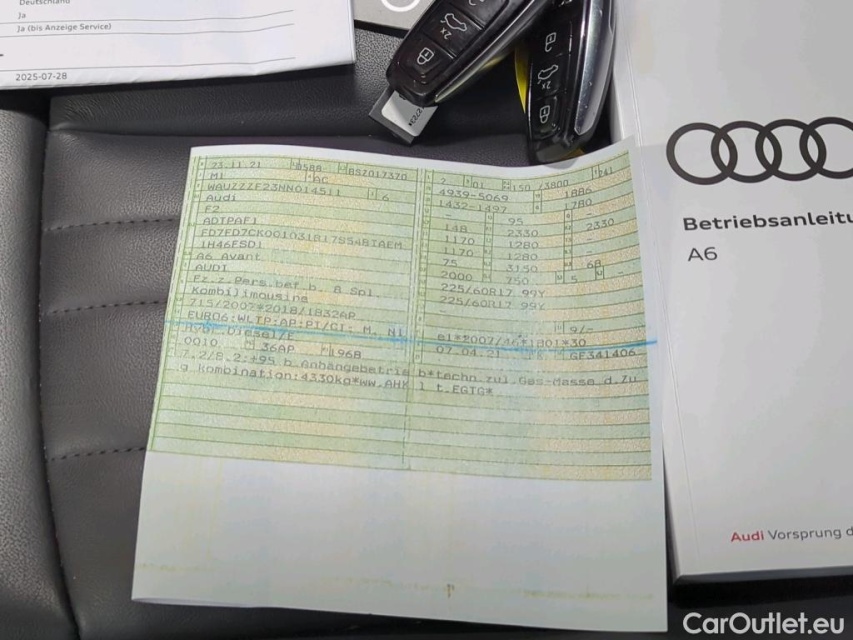 Deutschland
Ja
Ja (bis Anzeige Service)
2025-07-28
23.11.21 0588 BSZ017370
M1 AC
WAUZZZF23NN014511 6
Audi
F2
ADTPAF1
FD7FD7CK001031817S54BIAEM
1H46FSD1
A6 Avant
AUDI
Fz.z.Pers.bef.b. 8 Spl.
Kombilimousine
715/2007*2018/1832AP
EURO6;WLTP;AP;PI/CI; M, N1
Hybr.Diesel/E
0010 36AP 1968
2 01 150 /3800 241
4939-5069 1886
1432-1497 1780
- 95 2330
148 2330 -
1170 1280 -
1170 1280 -
75 3150 68
2000 750 5 -
225/60R17 99Y
225/60R17 99Y
-
- 9/-
e1*2007/46*1801*30
07.04.21 K GF341406
7.2/8.2:+95 b.Anhängebetrieb*techn.zul.Ges-Masse d.Zu
g kombination:4330kg*ww.AHK lt.EGTG*
Betriebsanleitu
A6
Audi Vorsprung d
CarOutlet.eu